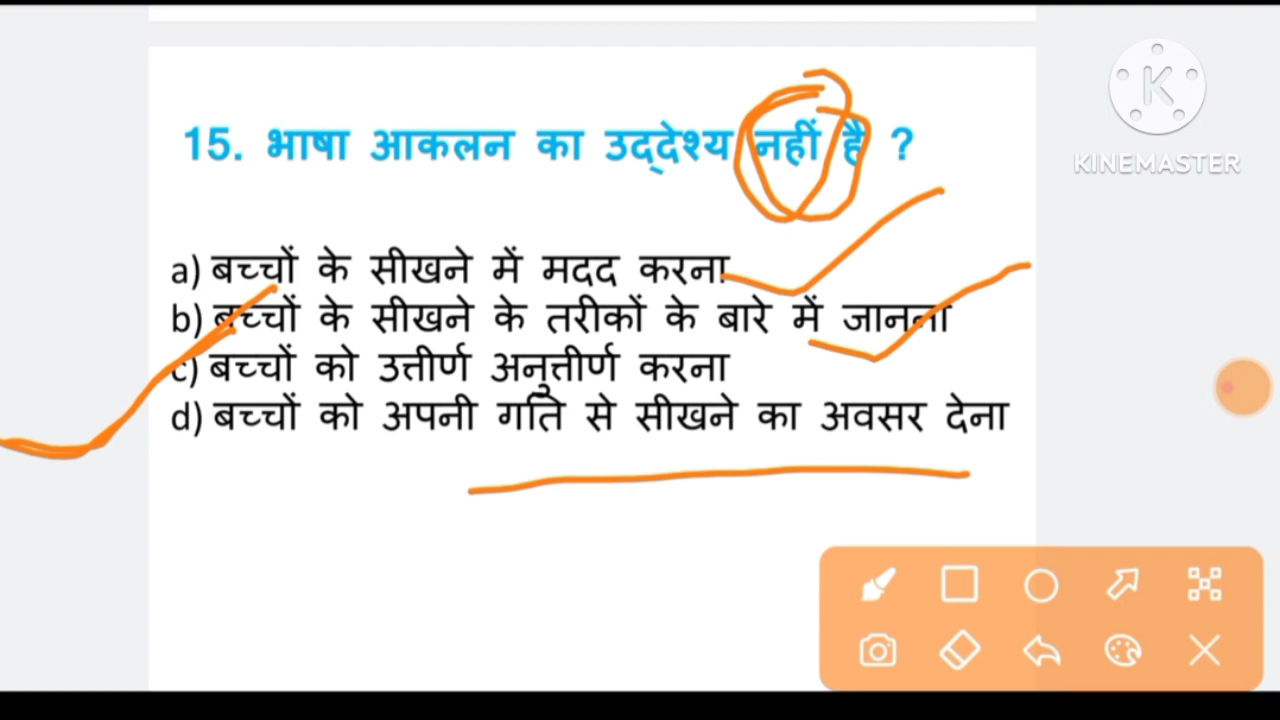 15. भाषा आकलन का उद्देश्य नहीं है ?
a) बच्चों के सीखने में मदद करना
b) बच्चों के सीखने के तरीकों के बारे में जानना
c) बच्चों को उत्तीर्ण अनुत्तीर्ण करना
d) बच्चों को अपनी गति से सीखने का अवसर देना
K
KINEMASTER